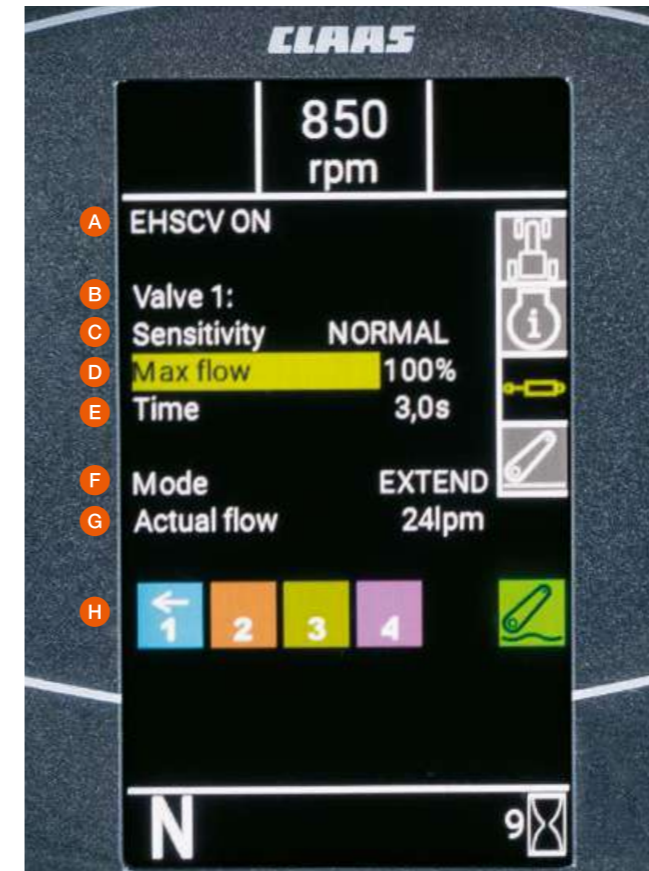 CLAAS
850
rpm
A EHSCV ON
B Valve 1:
C Sensitivity NORMAL
D Max flow 100%
E Time 3,0s
F Mode EXTEND
G Actual flow 24lpm
H 1 2 3 4
N 9